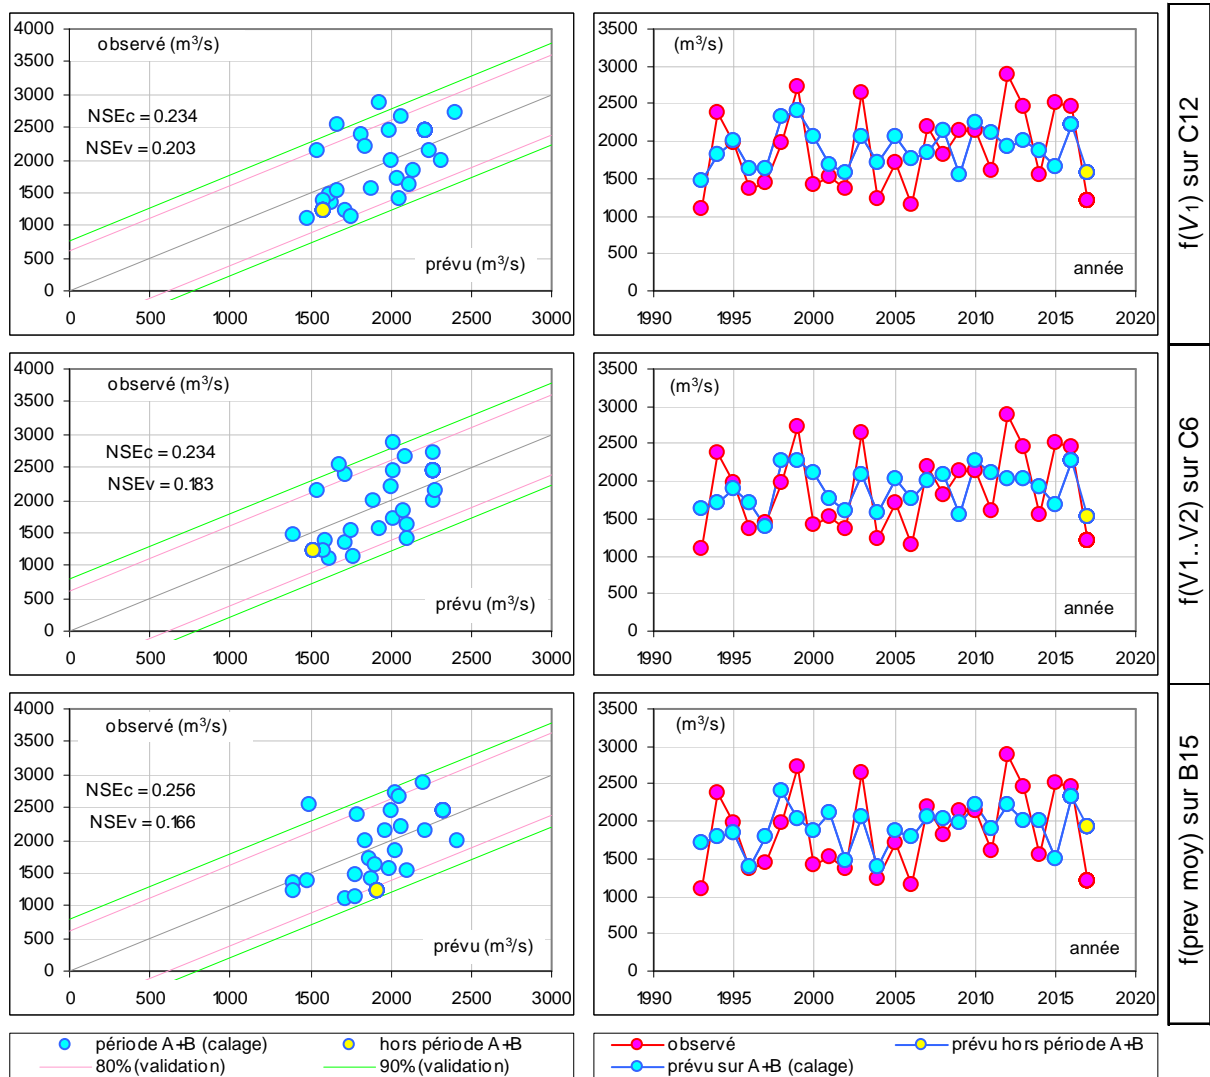 observé (m³/s)
NSEc = 0.234
NSEv = 0.203
prévu (m³/s)
4000
3500
3000
2500
2000
1500
1000
500
0
0 500 1000 1500 2000 2500 3000
(m³/s)
année
3500
3000
2500
2000
1500
1000
500
0
1990 1995 2000 2005 2010 2015 2020
f(V1) sur C12
observé (m³/s)
NSEc = 0.234
NSEv = 0.183
prévu (m³/s)
4000
3500
3000
2500
2000
1500
1000
500
0
0 500 1000 1500 2000 2500 3000
(m³/s)
année
3500
3000
2500
2000
1500
1000
500
0
1990 1995 2000 2005 2010 2015 2020
f(V1..V2) sur C6
observé (m³/s)
NSEc = 0.256
NSEv = 0.166
prévu (m³/s)
4000
3500
3000
2500
2000
1500
1000
500
0
0 500 1000 1500 2000 2500 3000
(m³/s)
année
3500
3000
2500
2000
1500
1000
500
0
1990 1995 2000 2005 2010 2015 2020
f(prev moy) sur B15
période A+B (calage) hors période A+B
80% (validation) 90% (validation)
observé prévu hors période A+B
prévu sur A+B (calage)